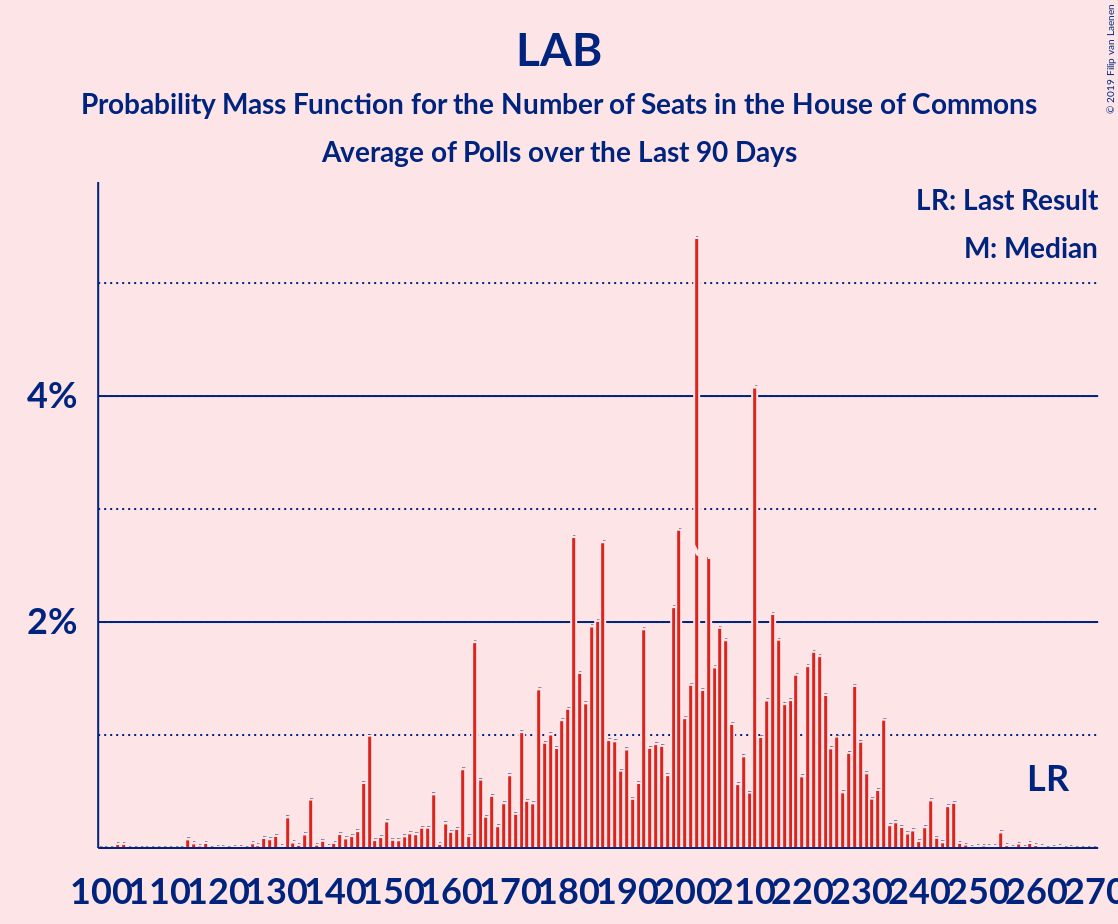 LAB
Probability Mass Function for the Number of Seats in the House of Commons
Average of Polls over the Last 90 Days
© 2019 Filip van Laenen
LR: Last Result
M: Median
4%
2%
LR
100 110 120 130 140 150 160 170 180 190 200 210 220 230 240 250 260 270